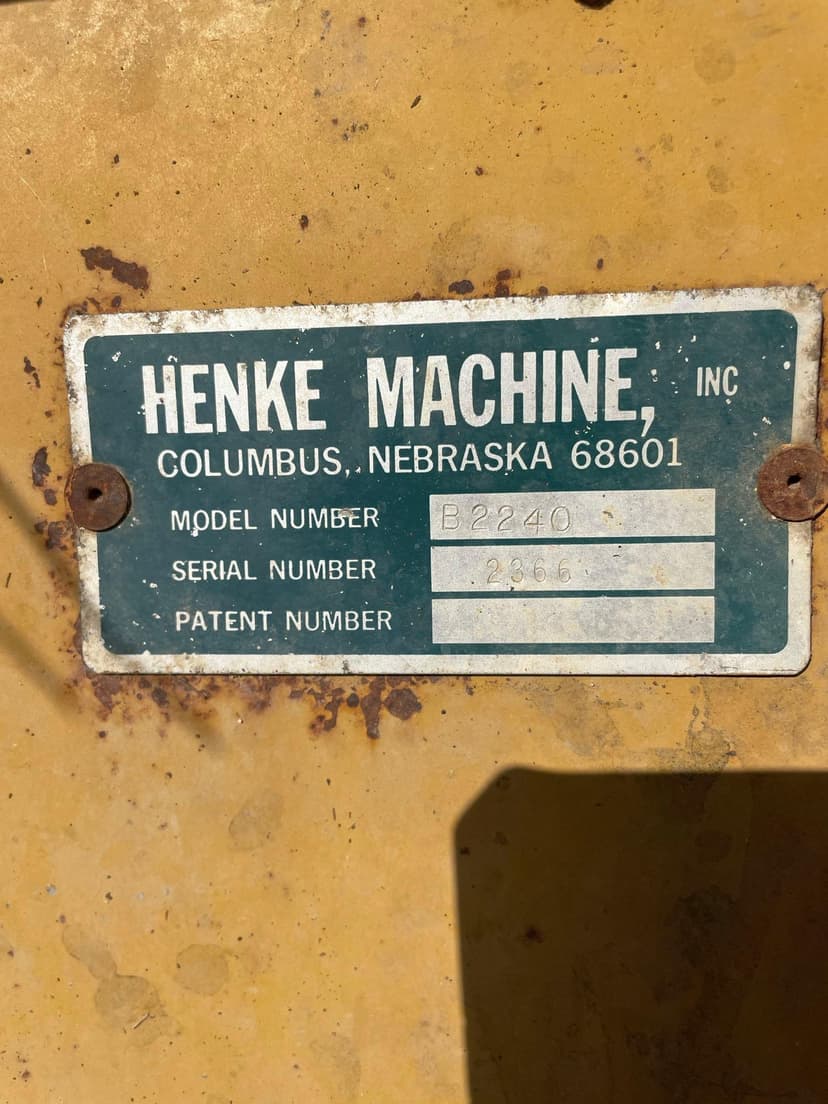 HENKE MACHINE, INC
COLUMBUS, NEBRASKA 68601
MODEL NUMBER B2240
SERIAL NUMBER 2366
PATENT NUMBER